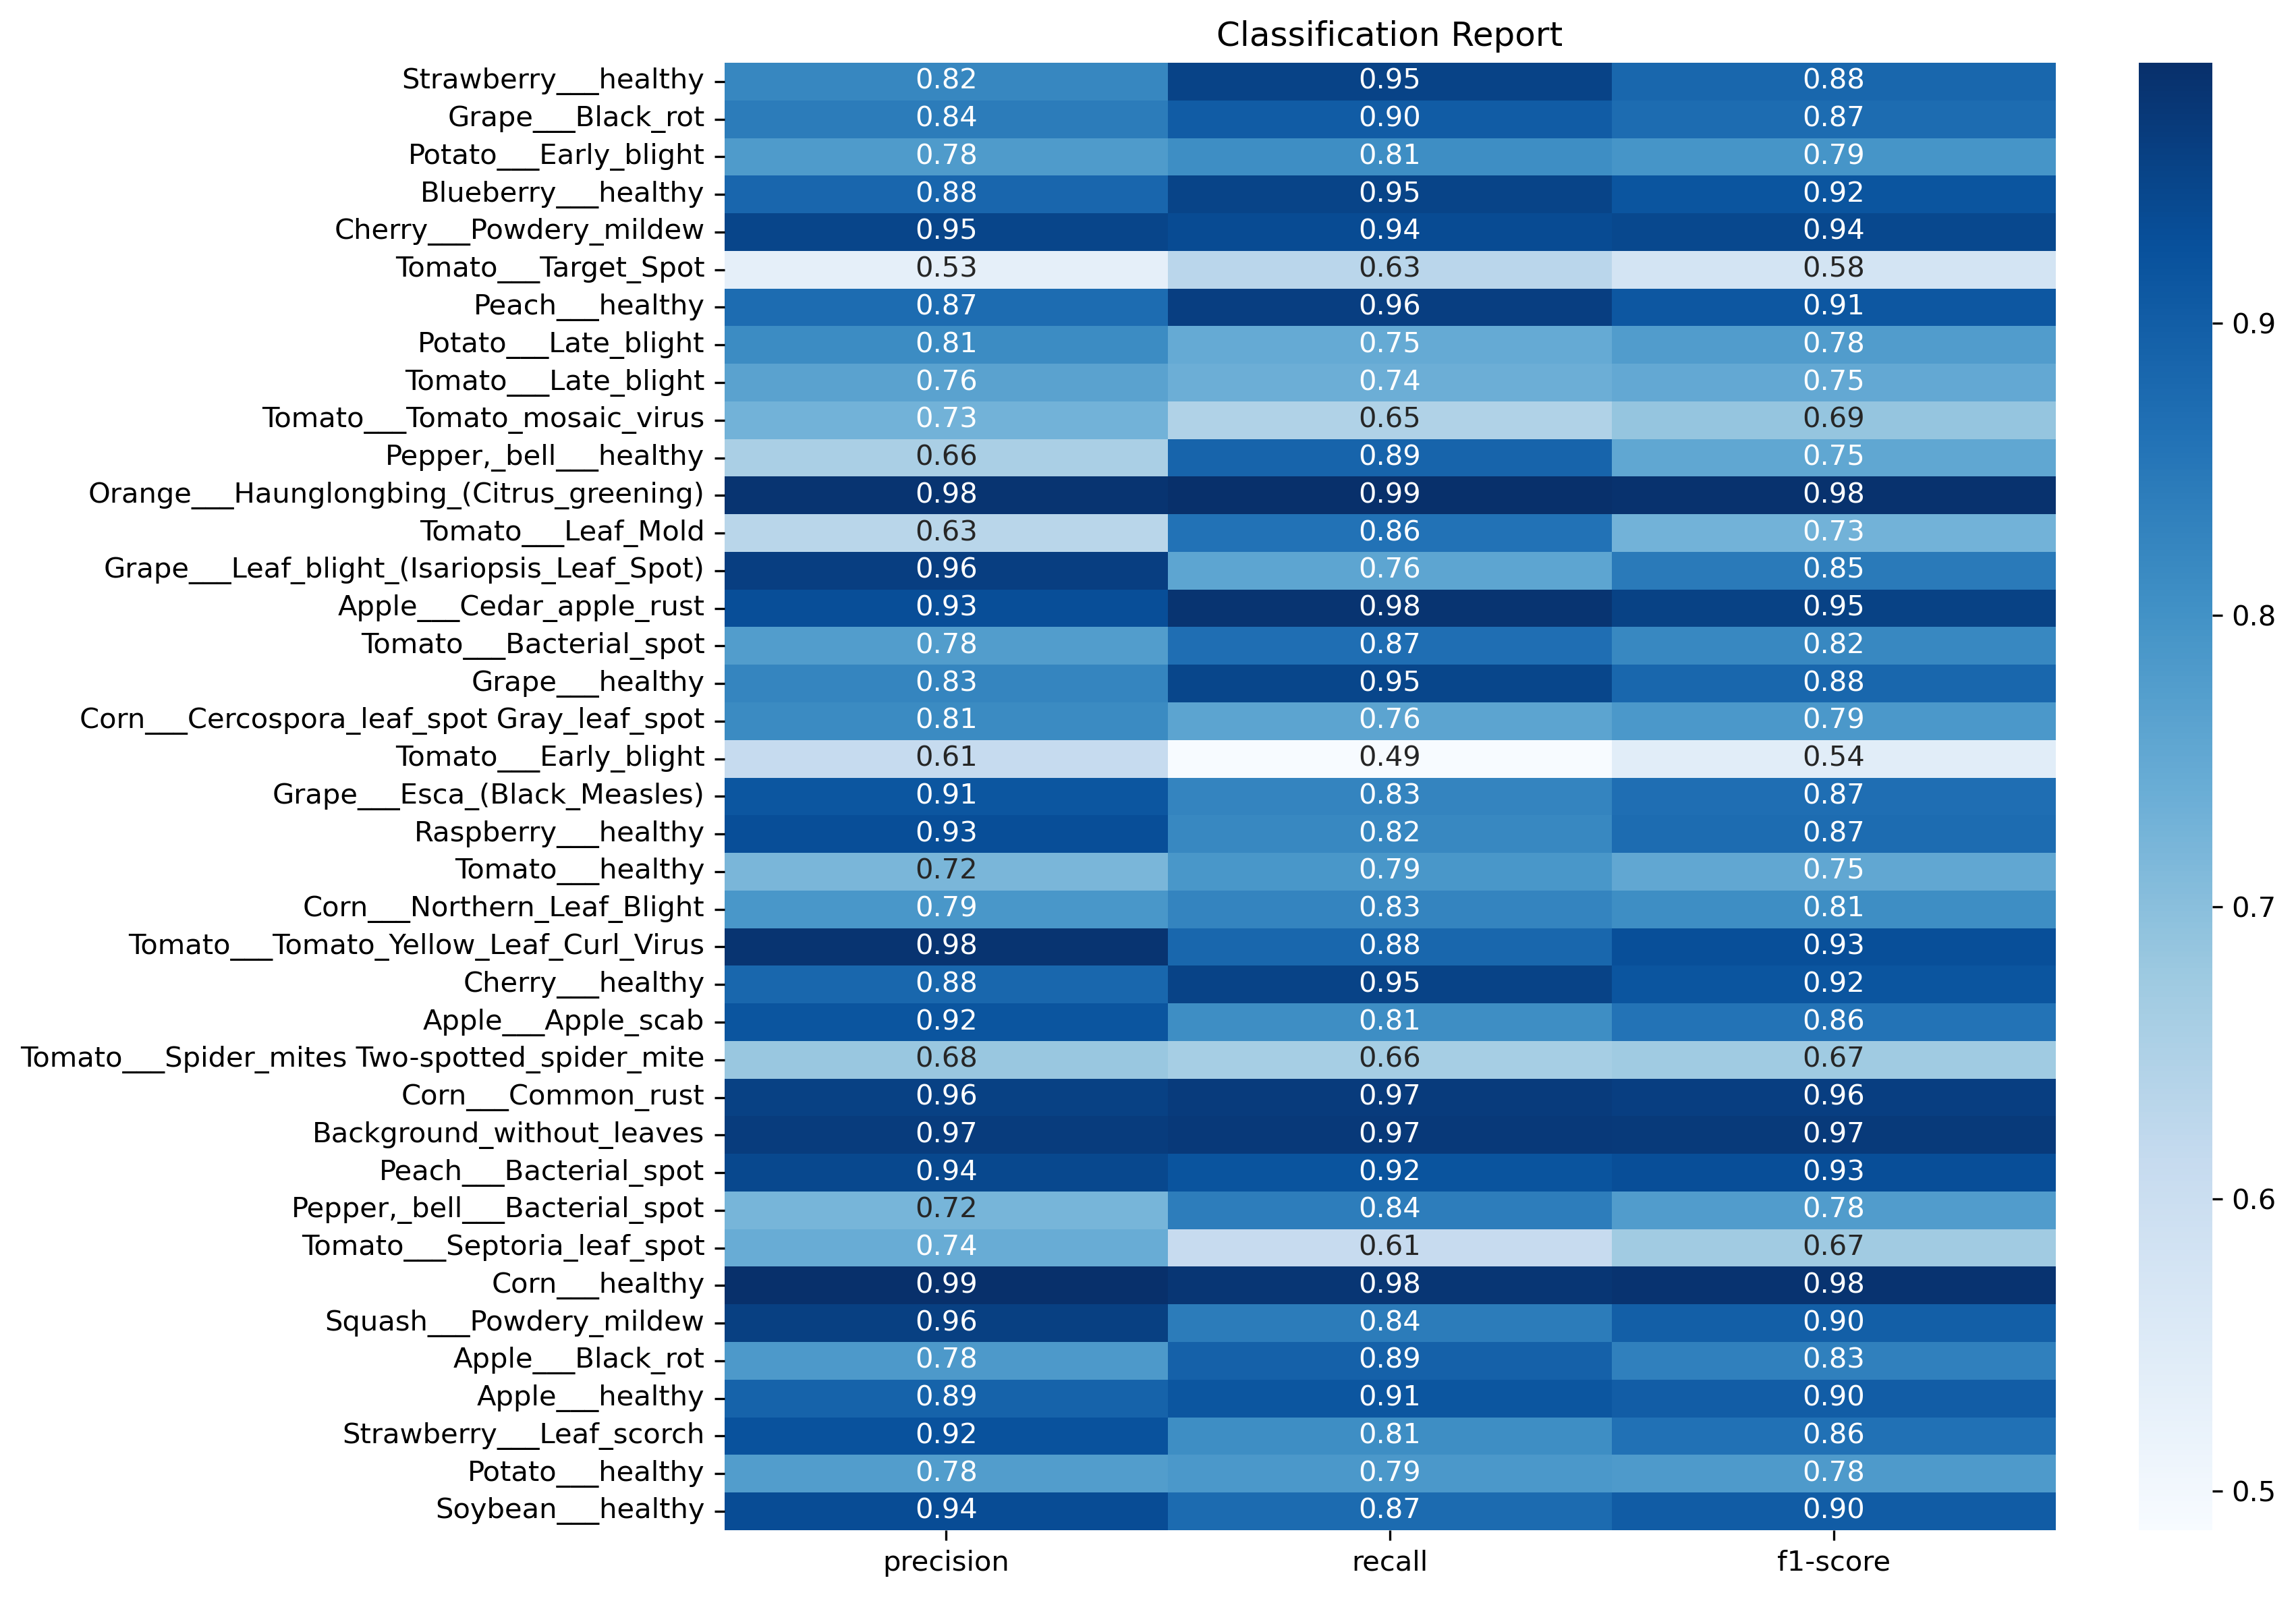 Classification Report
Strawberry___healthy 0.82 0.95 0.88
Grape___Black_rot 0.84 0.90 0.87
Potato___Early_blight 0.78 0.81 0.79
Blueberry___healthy 0.88 0.95 0.92
Cherry___Powdery_mildew 0.95 0.94 0.94
Tomato___Target_Spot 0.53 0.63 0.58
Peach___healthy 0.87 0.96 0.91
Potato___Late_blight 0.81 0.75 0.78
Tomato___Late_blight 0.76 0.74 0.75
Tomato___Tomato_mosaic_virus 0.73 0.65 0.69
Pepper,_bell___healthy 0.66 0.89 0.75
Orange___Haunglongbing_(Citrus_greening) 0.98 0.99 0.98
Tomato___Leaf_Mold 0.63 0.86 0.73
Grape___Leaf_blight_(Isariopsis_Leaf_Spot) 0.96 0.76 0.85
Apple___Cedar_apple_rust 0.93 0.98 0.95
Tomato___Bacterial_spot 0.78 0.87 0.82
Grape___healthy 0.83 0.95 0.88
Corn___Cercospora_leaf_spot Gray_leaf_spot 0.81 0.76 0.79
Tomato___Early_blight 0.61 0.49 0.54
Grape___Esca_(Black_Measles) 0.91 0.83 0.87
Raspberry___healthy 0.93 0.82 0.87
Tomato___healthy 0.72 0.79 0.75
Corn___Northern_Leaf_Blight 0.79 0.83 0.81
Tomato___Tomato_Yellow_Leaf_Curl_Virus 0.98 0.88 0.93
Cherry___healthy 0.88 0.95 0.92
Apple___Apple_scab 0.92 0.81 0.86
Tomato___Spider_mites Two-spotted_spider_mite 0.68 0.66 0.67
Corn___Common_rust 0.96 0.97 0.96
Background_without_leaves 0.97 0.97 0.97
Peach___Bacterial_spot 0.94 0.92 0.93
Pepper,_bell___Bacterial_spot 0.72 0.84 0.78
Tomato___Septoria_leaf_spot 0.74 0.61 0.67
Corn___healthy 0.99 0.98 0.98
Squash___Powdery_mildew 0.96 0.84 0.90
Apple___Black_rot 0.78 0.89 0.83
Apple___healthy 0.89 0.91 0.90
Strawberry___Leaf_scorch 0.92 0.81 0.86
Potato___healthy 0.78 0.79 0.78
Soybean___healthy 0.94 0.87 0.90
precision recall f1-score
0.9
0.8
0.7
0.6
0.5